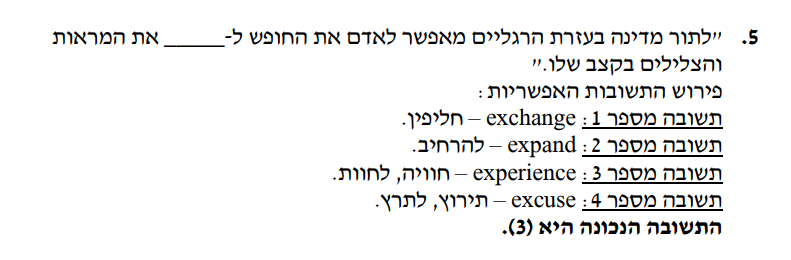 5. "לתור מדינה בעזרת הרגליים מאפשר לאדם את החופש ל-_____ את המראות
והצלילים בקצב שלו."
פירוש התשובות האפשריות:
תשובה מספר 1: exchange – חליפין.
תשובה מספר 2: expand – להרחיב.
תשובה מספר 3: experience – חוויה, לחוות.
תשובה מספר 4: excuse – תירוץ, לתרץ.
התשובה הנכונה היא (3).